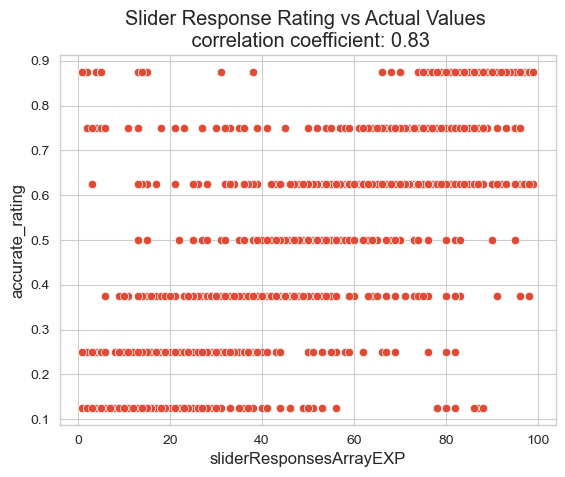 Slider Response Rating vs Actual Values
correlation coefficient: 0.83
0.9
0.8
0.7
0.6
0.5
0.4
0.3
0.2
0.1
accurate_rating
0 20 40 60 80 100
sliderResponsesArrayEXP